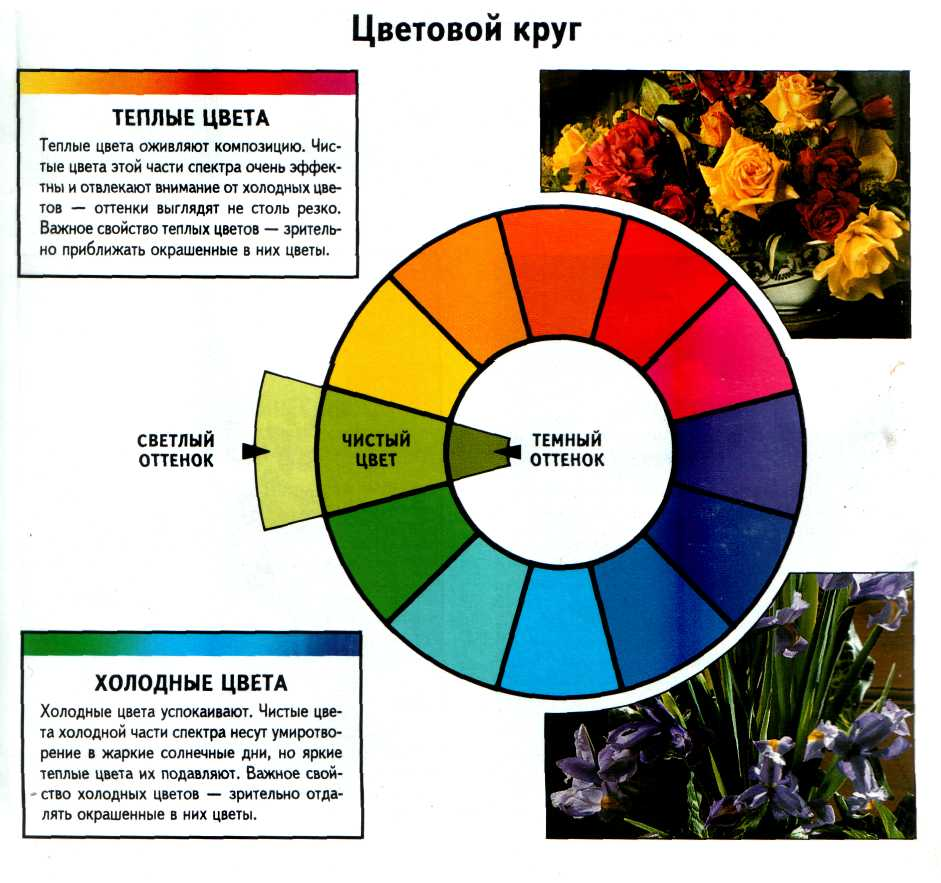 Цветовой круг
ТЕПЛЫЕ ЦВЕТА
Теплые цвета оживляют композицию. Чис-
тые цвета этой части спектра очень эффек-
тны и отвлекают внимание от холодных цве-
тов — оттенки выглядят не столь резко.
Важное свойство теплых цветов — зритель-
но приближать окрашенные в них цветы.
СВЕТЛЫЙ
ОТТЕНОК
ЧИСТЫЙ
ЦВЕТ
ТЕМНЫЙ
ОТТЕНОК
ХОЛОДНЫЕ ЦВЕТА
Холодные цвета успокаивают. Чистые цве-
та холодной части спектра несут умиротво-
рение в жаркие солнечные дни, но яркие
теплые цвета их подавляют. Важное свой-
ство холодных цветов — зрительно отда-
лять окрашенные в них цветы.